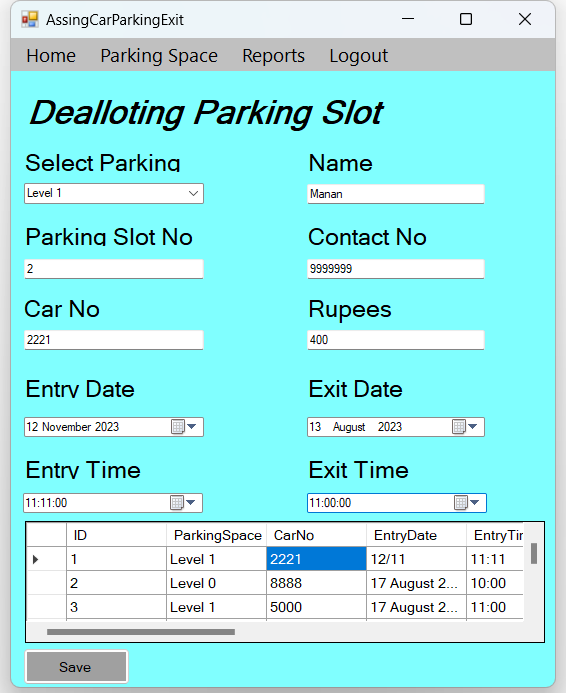 AssingCarParkingExit
Home Parking Space Reports Logout
Dealloting Parking Slot
Select Parking Name
Level 1 Manan
Parking Slot No Contact No
2 9999999
Car No Rupees
2221 400
Entry Date Exit Date
12 November 2023 13 August 2023
Entry Time Exit Time
11:11:00 11:00:00
ID ParkingSpace CarNo EntryDate EntryTin
1 Level 1 2221 12/11 11:11
2 Level 0 8888 17 August 2... 10:00
3 Level 1 5000 17 August 2... 11:00
Save